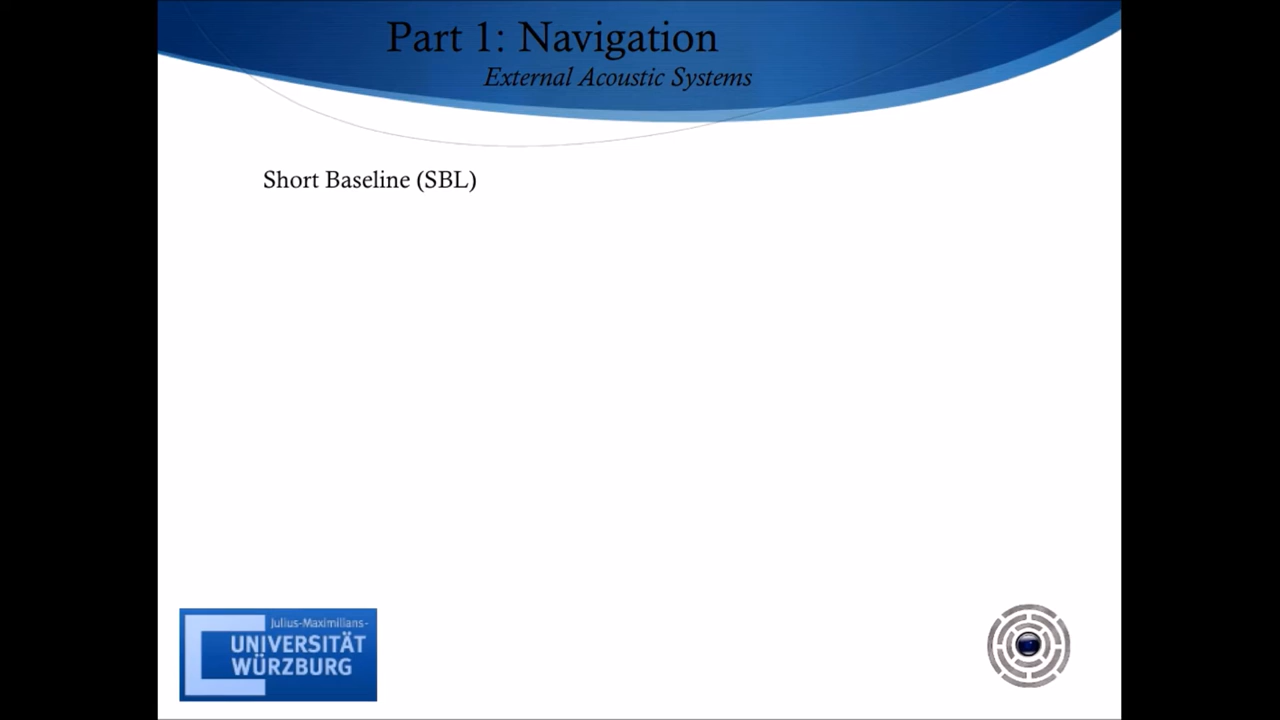 Part 1: Navigation
External Acoustic Systems
Short Baseline (SBL)
Julius-Maximilians-
UNIVERSITÄT
WÜRZBURG